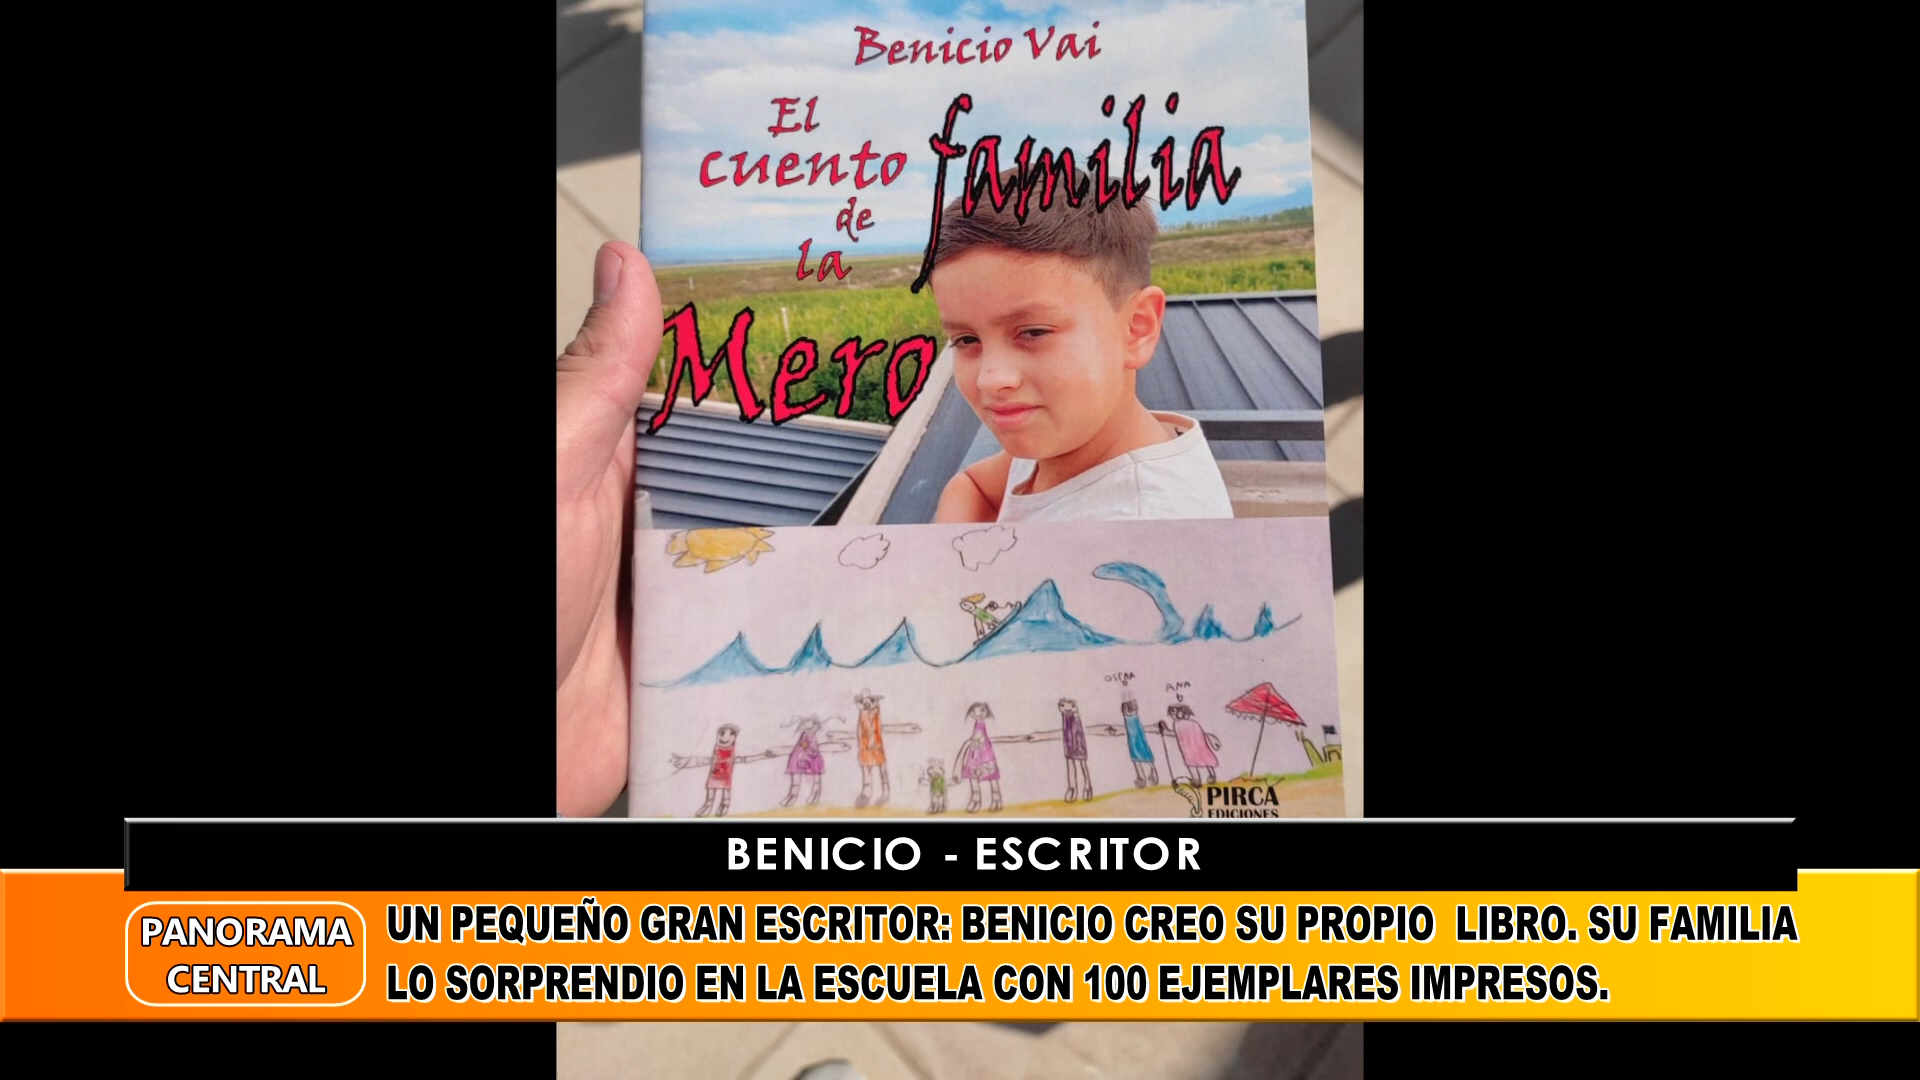 Benicio Vai
El
cuento
de
la
familia
Mero
OSCAR
ANA
PIRCA
EDICIONES
BENICIO - ESCRITOR
PANORAMA
CENTRAL
UN PEQUEÑO GRAN ESCRITOR: BENICIO CREO SU PROPIO LIBRO. SU FAMILIA
LO SORPRENDIO EN LA ESCUELA CON 100 EJEMPLARES IMPRESOS.